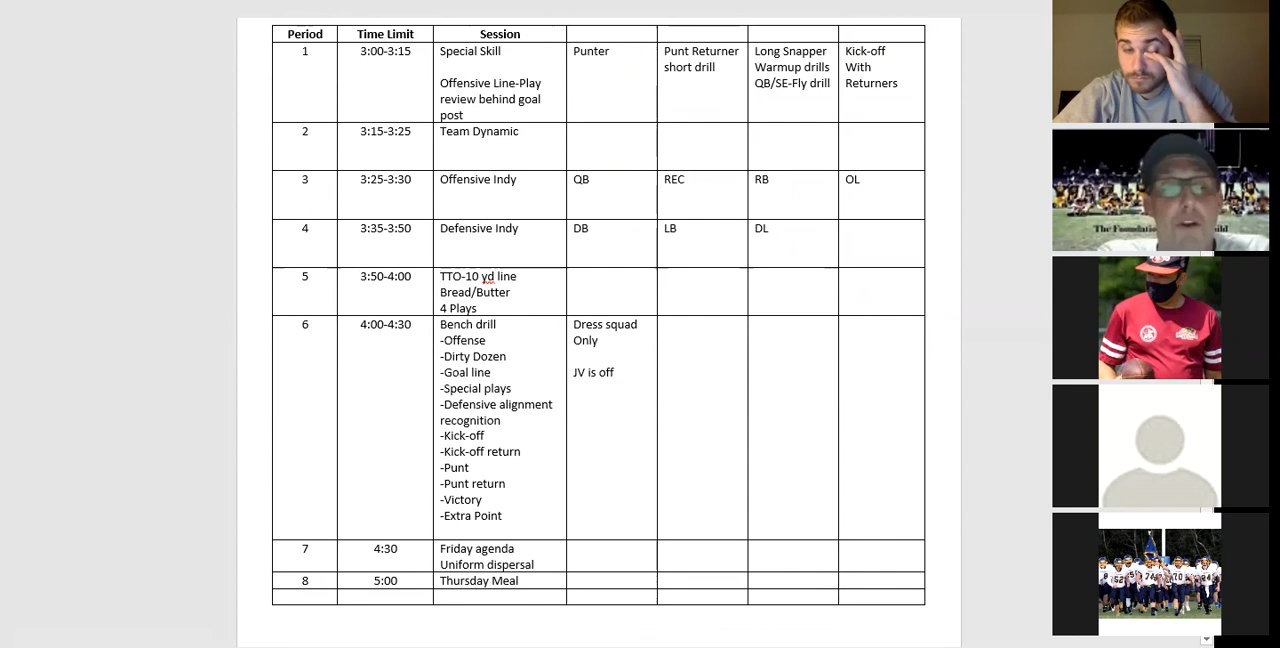 Period Time Limit Session
1 3:00-3:15 Special Skill Punter Punt Returner Long Snapper Kick-off
short drill Warmup drills With
Offensive Line-Play QB/SE-Fly drill Returners
review behind goal
post
2 3:15-3:25 Team Dynamic
3 3:25-3:30 Offensive Indy QB REC RB OL
4 3:35-3:50 Defensive Indy DB LB DL
5 3:50-4:00 TTO-10 yd line
Bread/Butter
4 Plays
6 4:00-4:30 Bench drill Dress squad
-Offense Only
-Dirty Dozen
-Goal line JV is off
-Special plays
-Defensive alignment
recognition
-Kick-off
-Kick-off return
-Punt
-Punt return
-Victory
-Extra Point
7 4:30 Friday agenda
Uniform dispersal
8 5:00 Thursday Meal
The Foundation
74
70
52
24